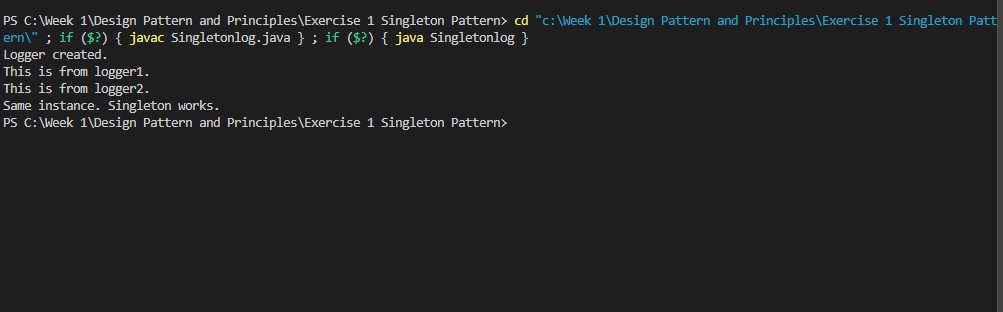 PS C:\Week 1\Design Pattern and Principles\Exercise 1 Singleton Pattern> cd "c:\Week 1\Design Pattern and Principles\Exercise 1 Singleton Patt
ern\" ; if ($?) { javac Singletonlog.java } ; if ($?) { java Singletonlog }
Logger created.
This is from logger1.
This is from logger2.
Same instance. Singleton works.
PS C:\Week 1\Design Pattern and Principles\Exercise 1 Singleton Pattern>